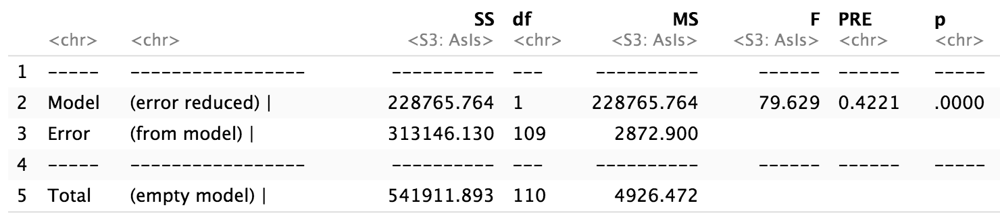 SS df MS F PRE p
<chr> <chr> <S3: AsIs> <chr> <S3: AsIs> <S3: AsIs> <chr> <chr>
1 ----- ----------------- ---------- --- ---------- ------ ------ -----
2 Model (error reduced) | 228765.764 1 228765.764 79.629 0.4221 .0000
3 Error (from model) | 313146.130 109 2872.900
4 ----- ----------------- ---------- --- ---------- ------ ------ -----
5 Total (empty model) | 541911.893 110 4926.472